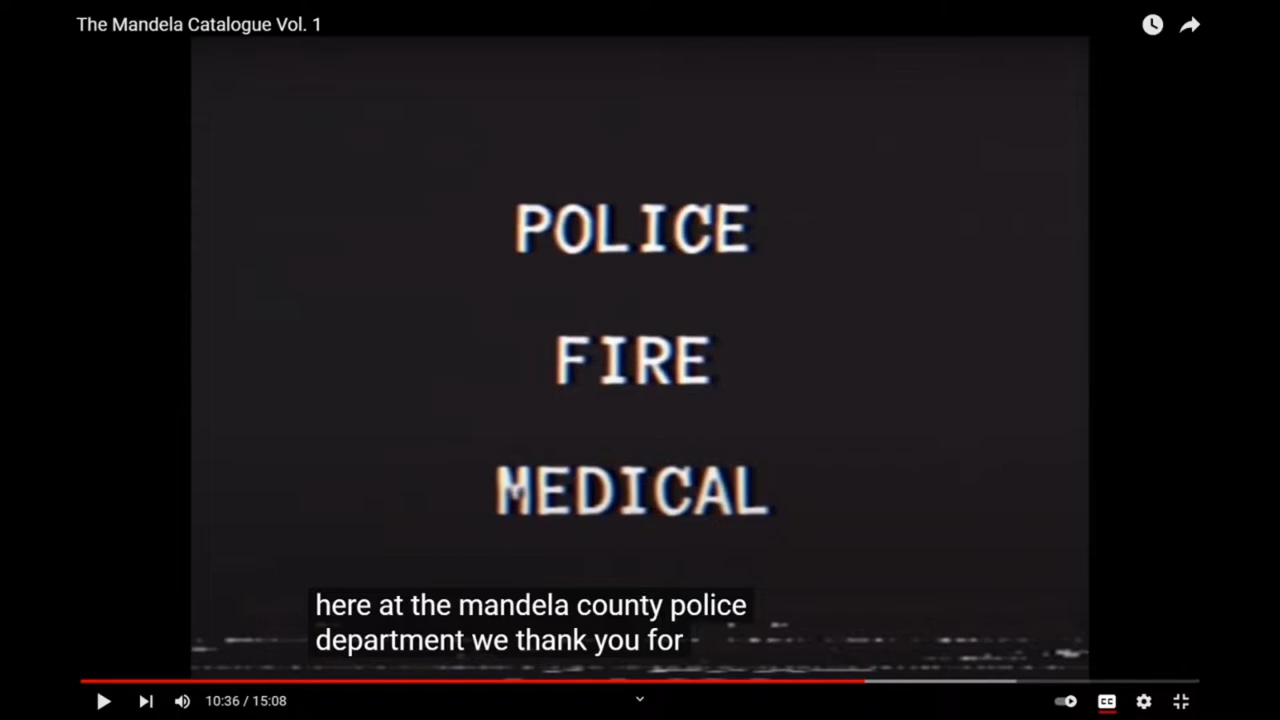 The Mandela Catalogue Vol. 1
POLICE
FIRE
MEDICAL
here at the mandela county police
department we thank you for
10:36 / 15:08
CC